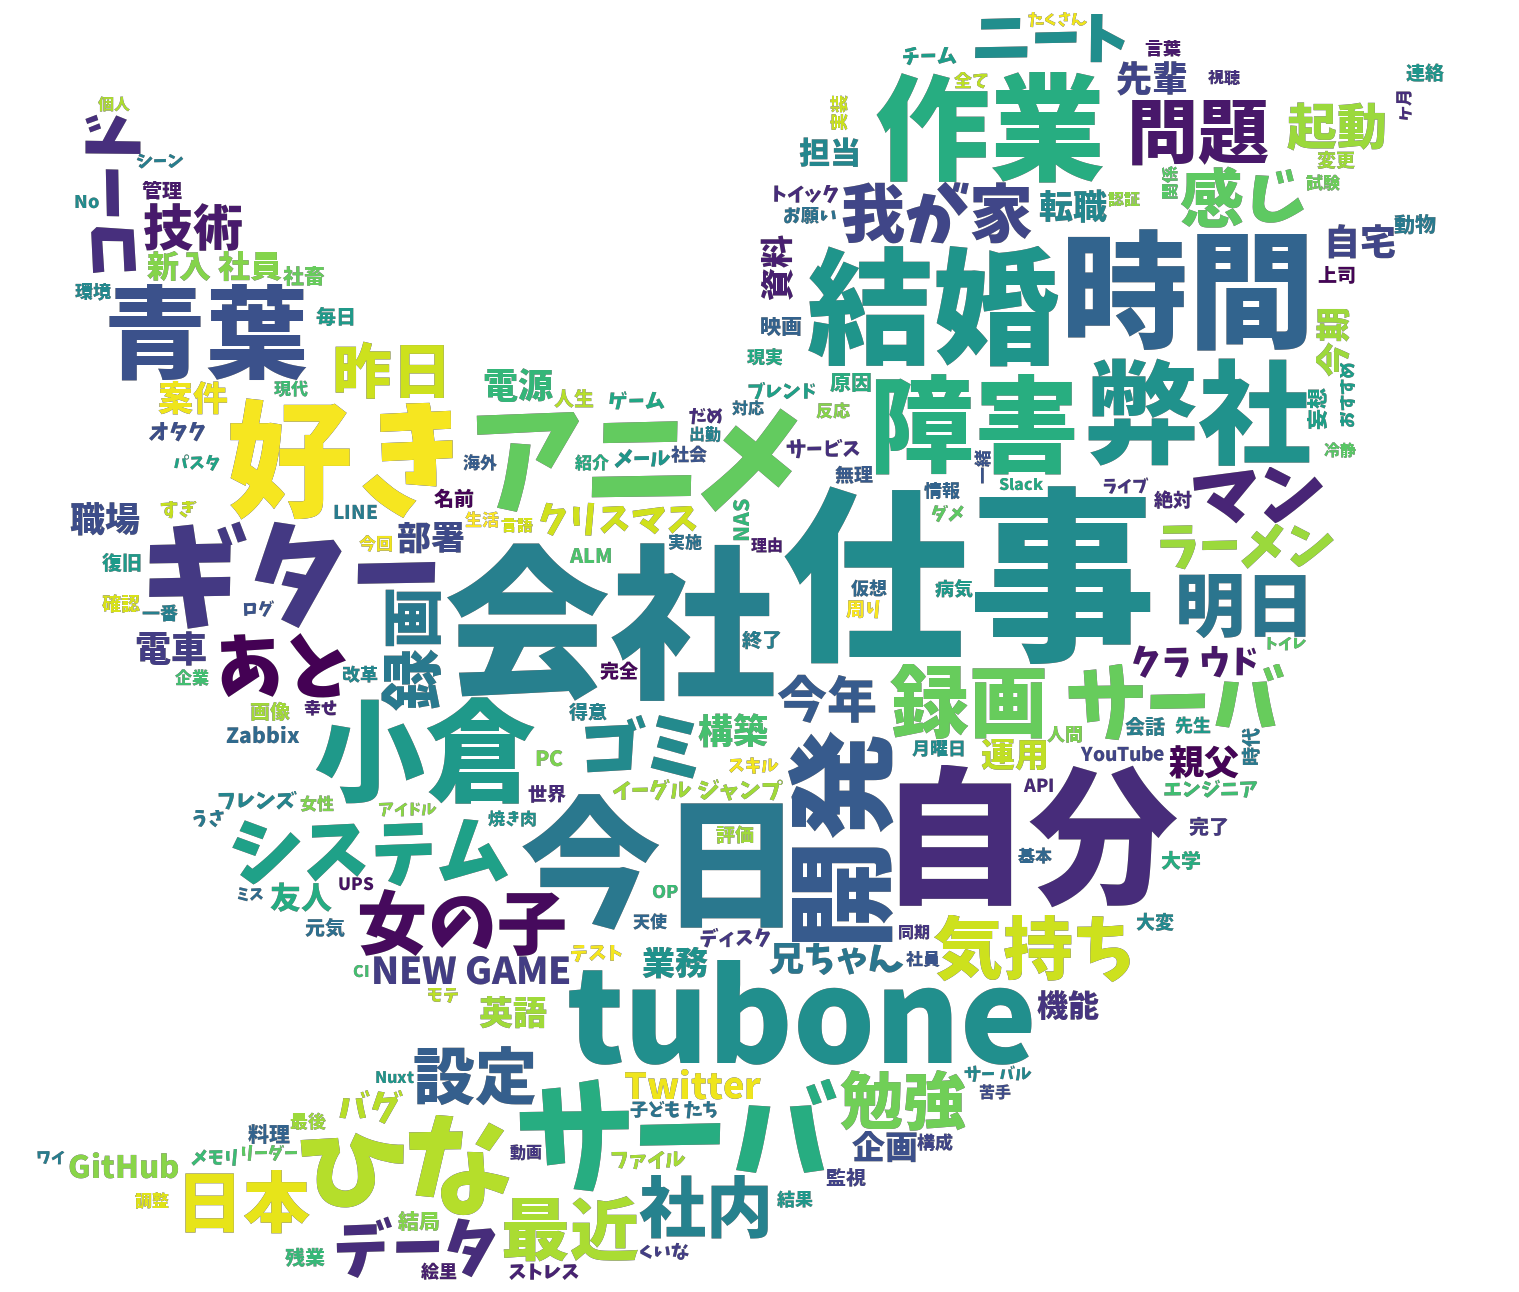 たくさん
ニート
チーム
言葉
先輩
視聴
連絡
全て
作業
問題
起動
ヶ月
個人
シーン
実装
担当
変更
シーン
No
管理
技術
トイック
お願い
我が家
転職
認証
関係
感じ
試験
自宅
動物
新入 社員
社畜
資料
結婚
時間
上司
環境
青葉
毎日
映画
今期
昨日
現実
案件
現代
電源
人生
ゲーム
ブレンド
原因
障害
弊社
妄想
おすすめ
オタク
好き
アニメ
だめ
対応
反応
出勤
パスタ
海外
紹介
メール
社会
サービス
冷静
無理
一緒
職場
すぎ
LINE
名前
生活
言語
クリスマス
NAS
情報
Slack
ライブ
絶対
マン
ダメ
復旧
ギター
今回
部署
ALM
実施
理由
仕事
ラーメン
確認
一番
ログ
録画
会社
仮想
周り
病気
明日
電車
あと
改革
終了
トイレ
企業
完全
クラ ウド
画像
幸せ
得意
今年
録画
サーバ
Zabbix
小倉
ゴミ
構築
会話
先生
人間
月曜日
運用
YouTube
親父
時代
PC
スキル
開発
フレンズ
女性
アイドル
世界
イーグル ジャンプ
自分
API
エンジニア
うさ
焼き肉
システム
今日
評価
完了
基本
大学
ミス
友人
UPS
OP
元気
女の子
天使
ディスク
同期
大変
CI
NEW GAME
テスト
業務
兄ちゃん
社員
気持ち
モテ
英語
tubone
機能
Nuxt
設定
Twitter
サー バル
苦手
バグ
子ども たち
勉強
最後
料理
ひな
サーバ
動画
企画
構成
ワイ
GitHub
メモリ
リーダー
ファイル
監視
調整
日本
社内
結果
結局
データ
最近
くいな
残業
絵里
ストレス